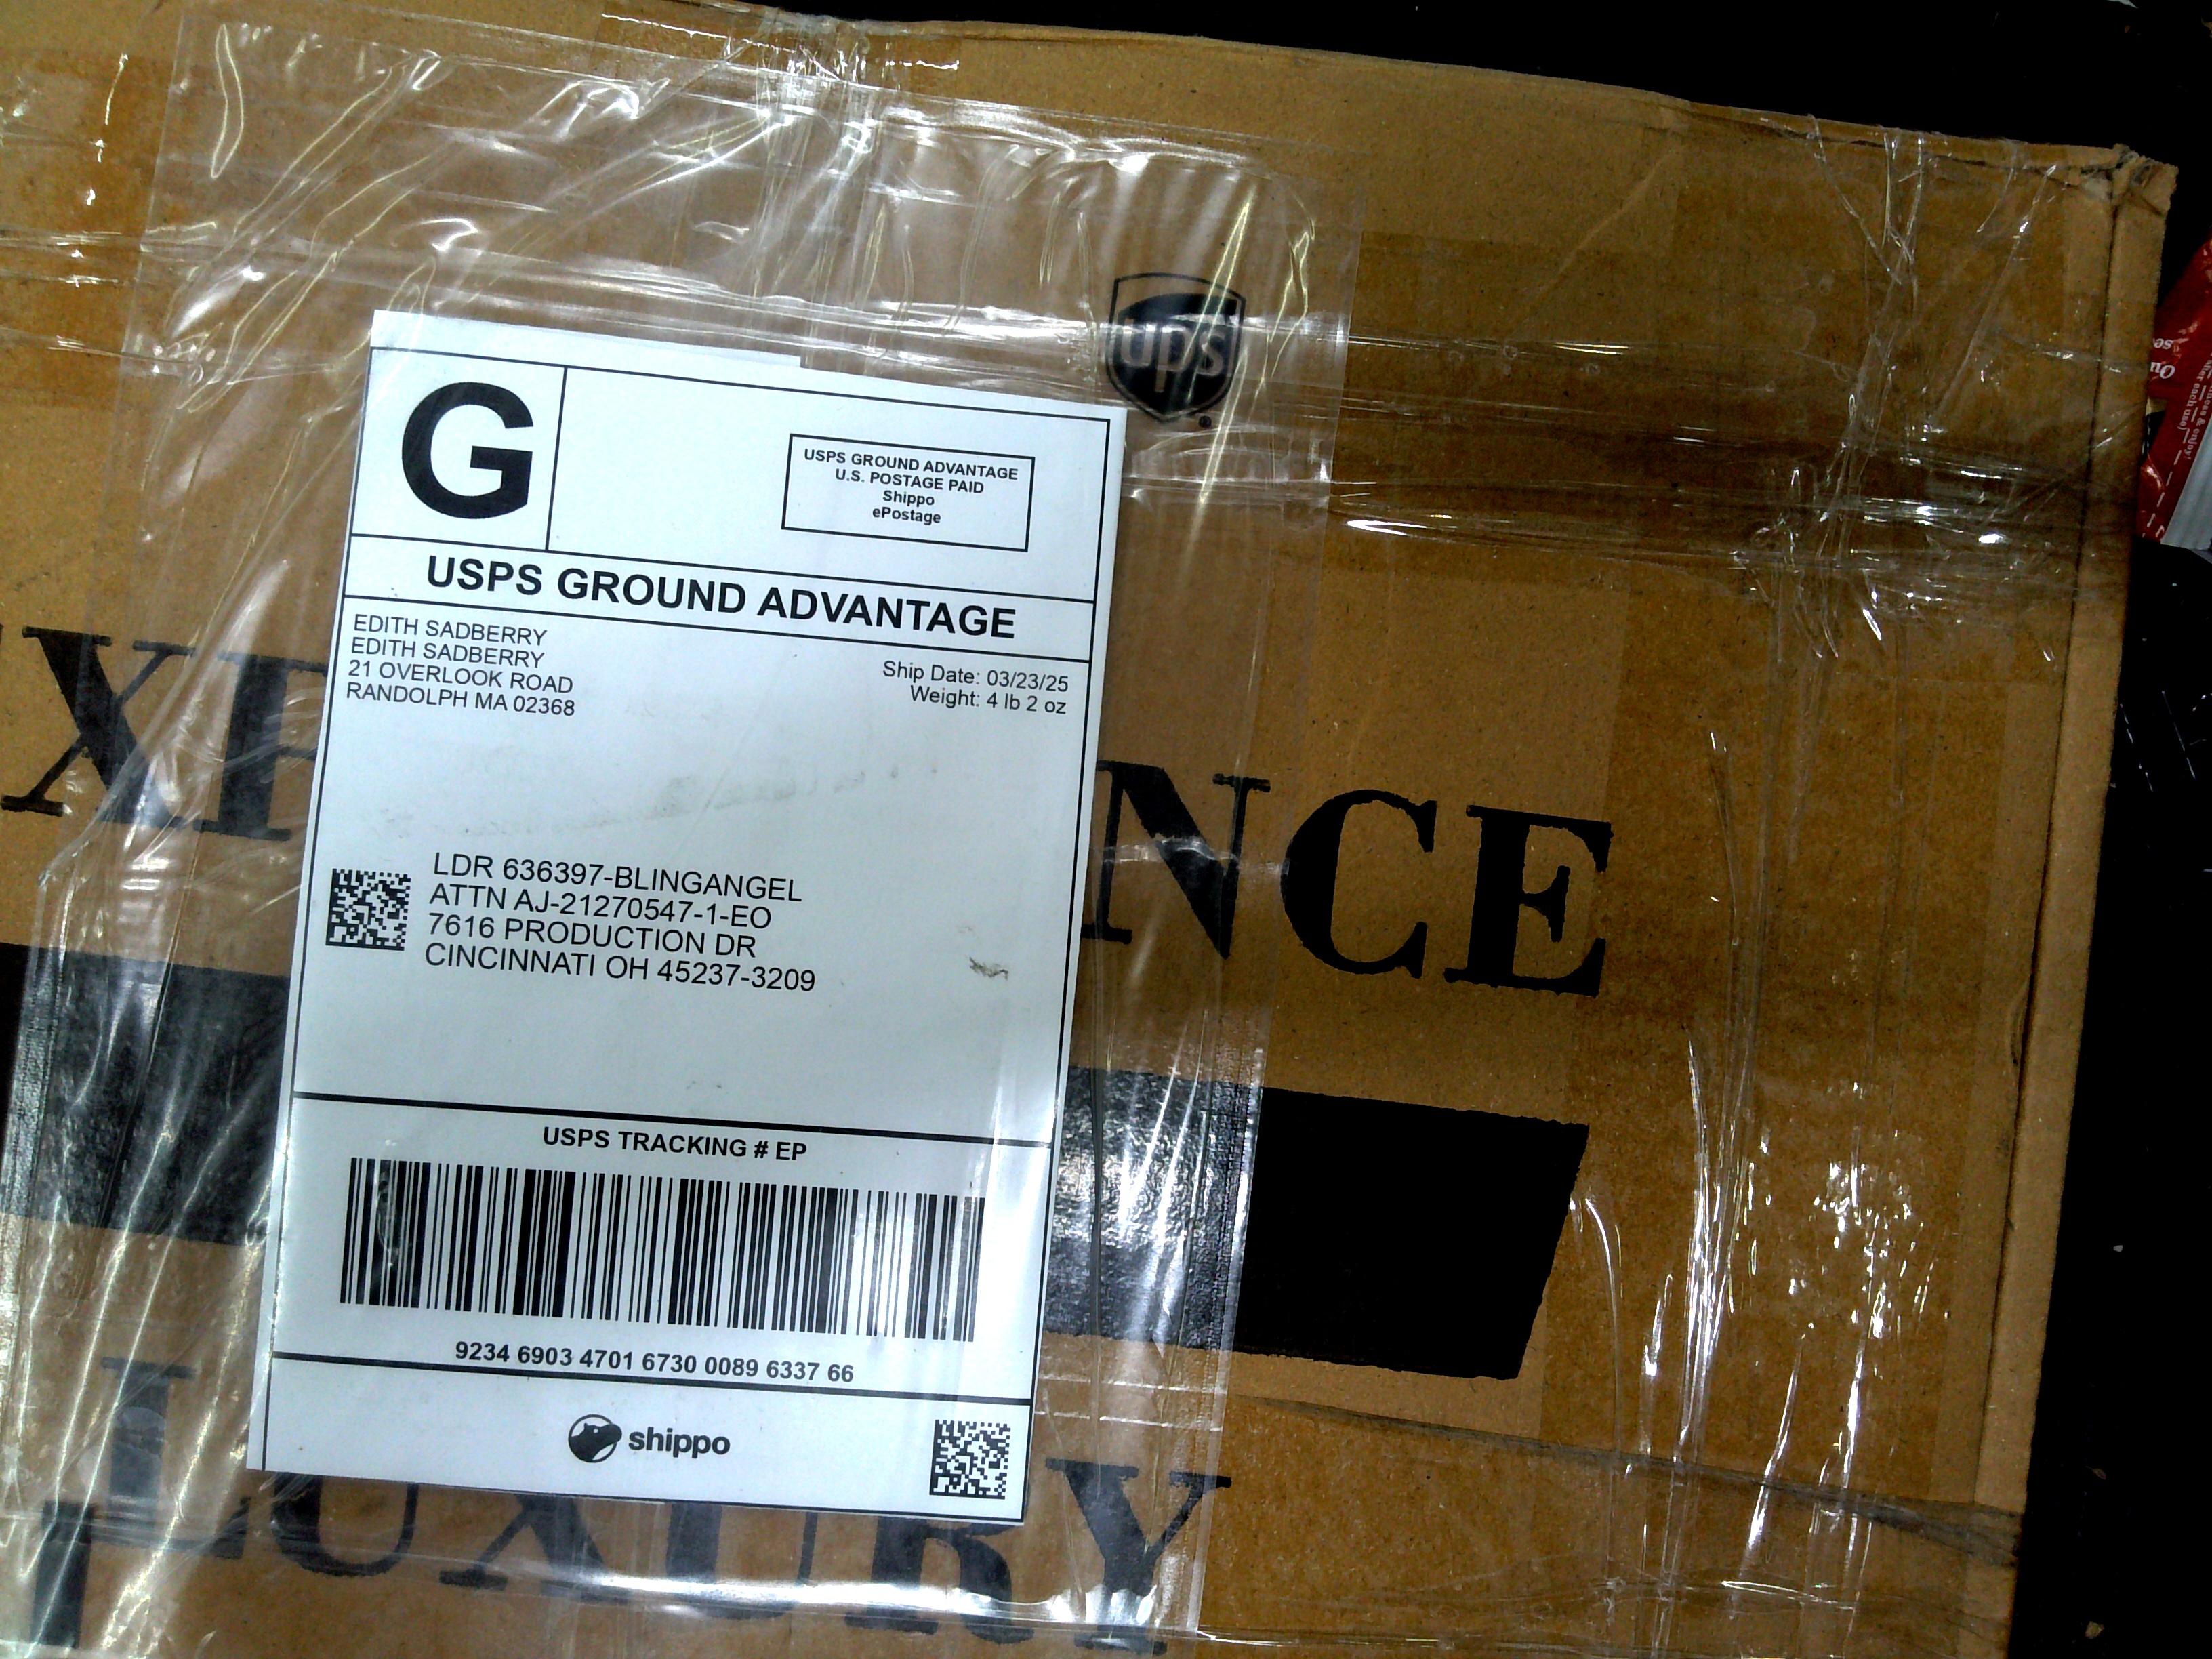 ups
G
USPS GROUND ADVANTAGE
U.S. POSTAGE PAID
Shippo
ePostage
USPS GROUND ADVANTAGE
EDITH SADBERRY
EDITH SADBERRY
21 OVERLOOK ROAD
RANDOLPH MA 02368
Ship Date: 03/23/25
Weight: 4 lb 2 oz
LDR 636397-BLINGANGEL
ATTN AJ-21270547-1-EO
7616 PRODUCTION DR
CINCINNATI OH 45237-3209
USPS TRACKING # EP
9234 6903 4701 6730 0089 6337 66
shippo
NCE
LUXURY